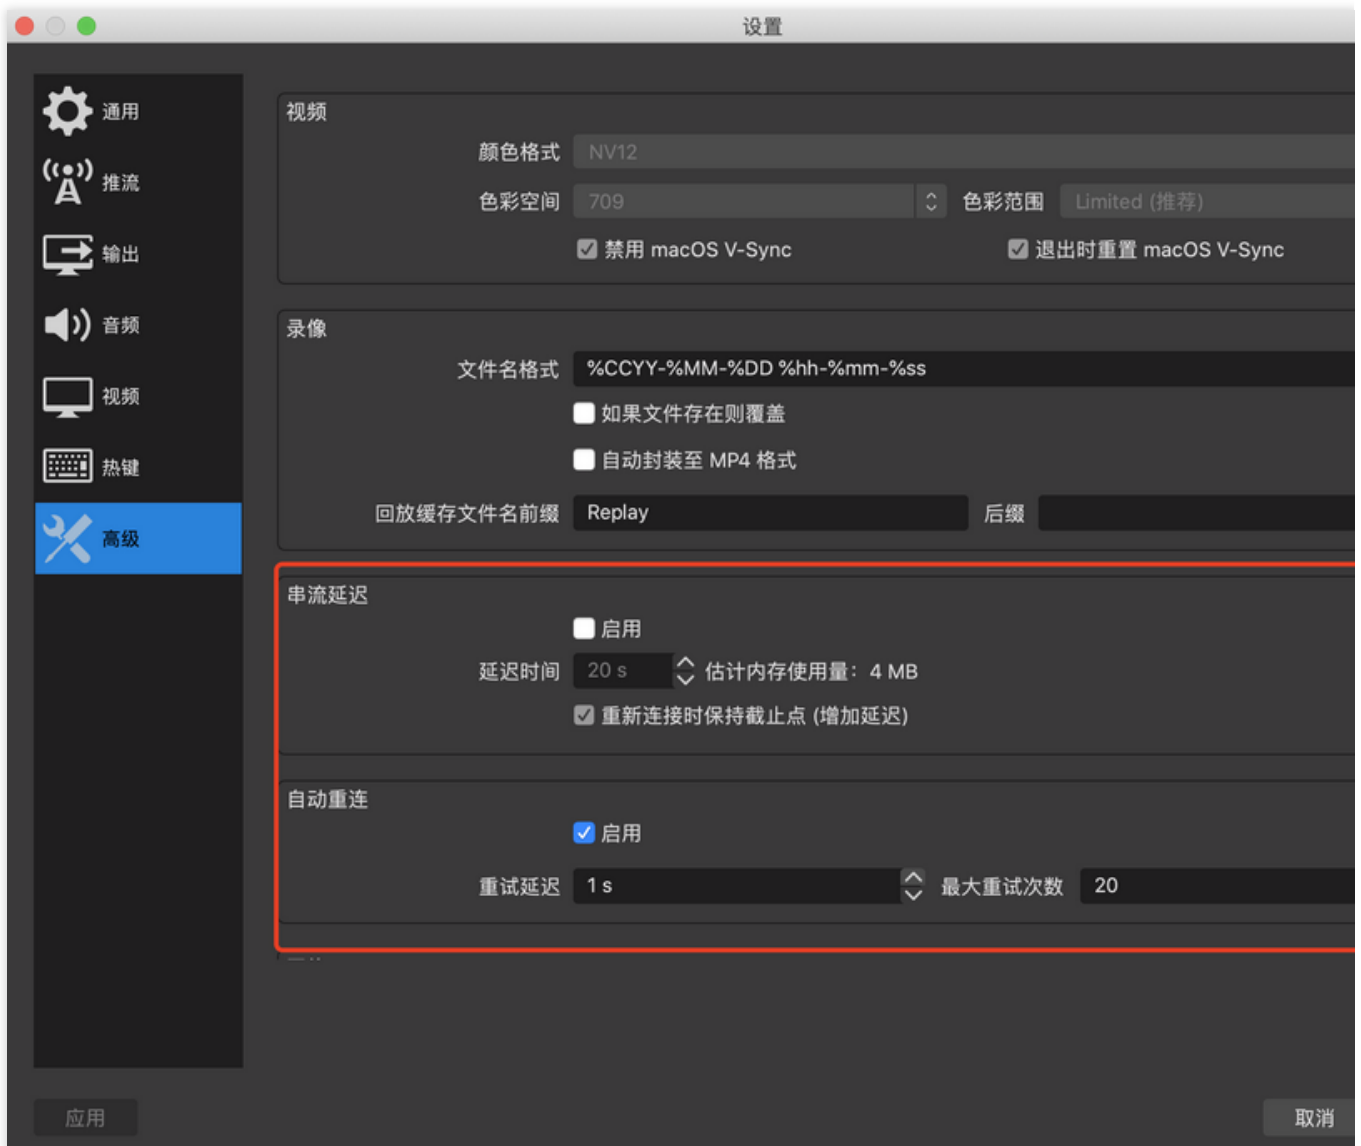 设置
通用
推流
输出
音频
视频
热键
高级
视频
颜色格式 NV12
色彩空间 709 色彩范围 Limited (推荐)
禁用 macOS V-Sync 退出时重置 macOS V-Sync
录像
文件名格式 %CCYY-%MM-%DD %hh-%mm-%ss
如果文件存在则覆盖
自动封装至 MP4 格式
回放缓存文件名前缀 Replay 后缀
串流延迟
启用
延迟时间 20 s 估计内存使用量：4 MB
重新连接时保持截止点 (增加延迟)
自动重连
启用
重试延迟 1 s 最大重试次数 20
应用 取消